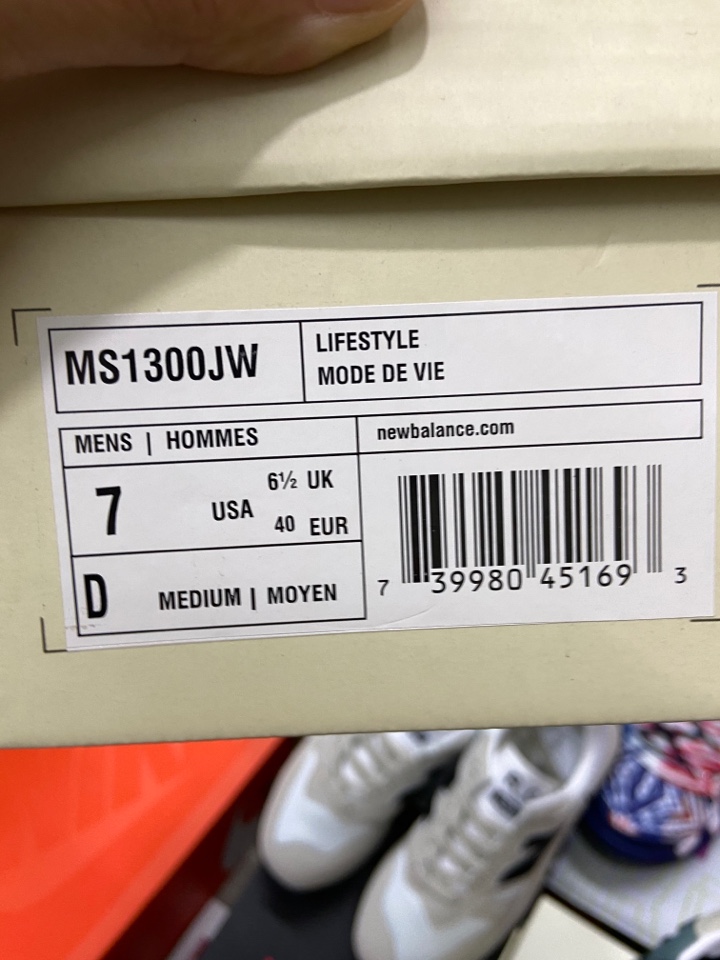 MS1300JW
LIFESTYLE
MODE DE VIE
MENS | HOMMES
newbalance.com
7 USA 6½ UK
40 EUR
D MEDIUM | MOYEN
7 39980 45169 3